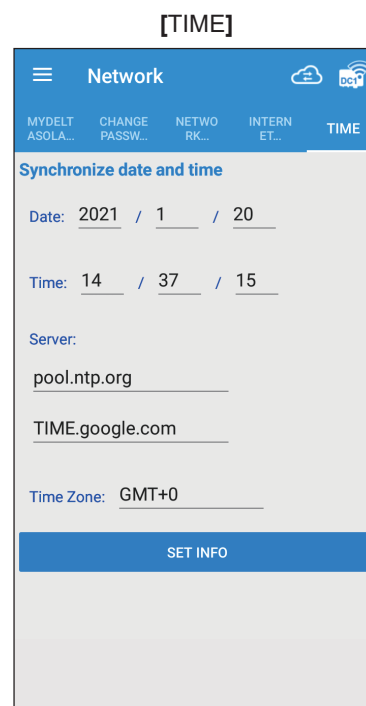 [TIME]
Network
DC1
MYDELT
ASOLA...
CHANGE
PASSW...
NETWO
RK...
INTERN
ET...
TIME
Synchronize date and time
Date: 2021 / 1 / 20
Time: 14 / 37 / 15
Server:
pool.ntp.org
TIME.google.com
Time Zone: GMT+0
SET INFO